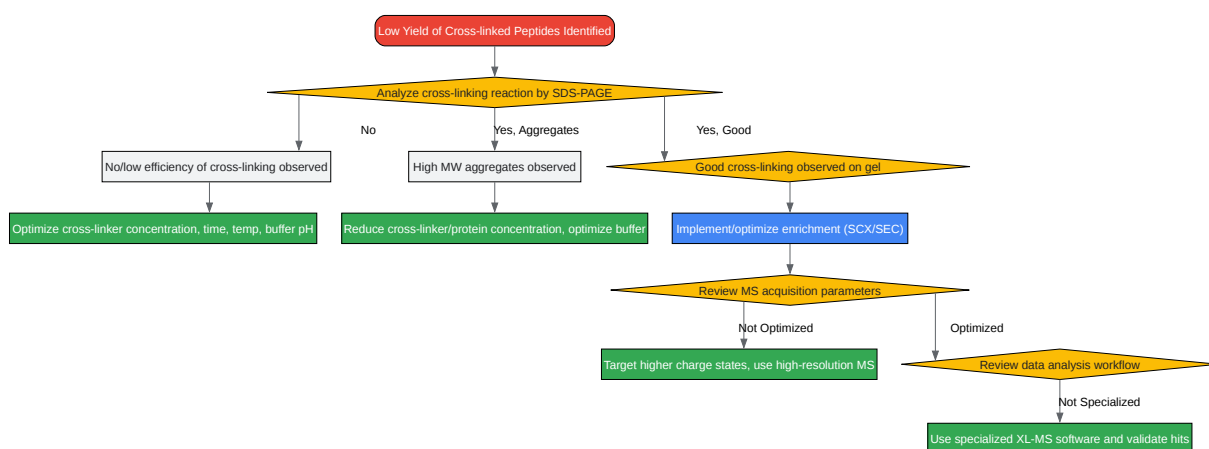 Low Yield of Cross-linked Peptides Identified
Analyze cross-linking reaction by SDS-PAGE
No
Yes, Aggregates
Yes, Good
No/low efficiency of cross-linking observed
High MW aggregates observed
Good cross-linking observed on gel
Optimize cross-linker concentration, time, temp, buffer pH
Reduce cross-linker/protein concentration, optimize buffer
Implement/optimize enrichment (SCX/SEC)
Review MS acquisition parameters
Not Optimized
Optimized
Target higher charge states, use high-resolution MS
Review data analysis workflow
Not Specialized
Use specialized XL-MS software and validate hits